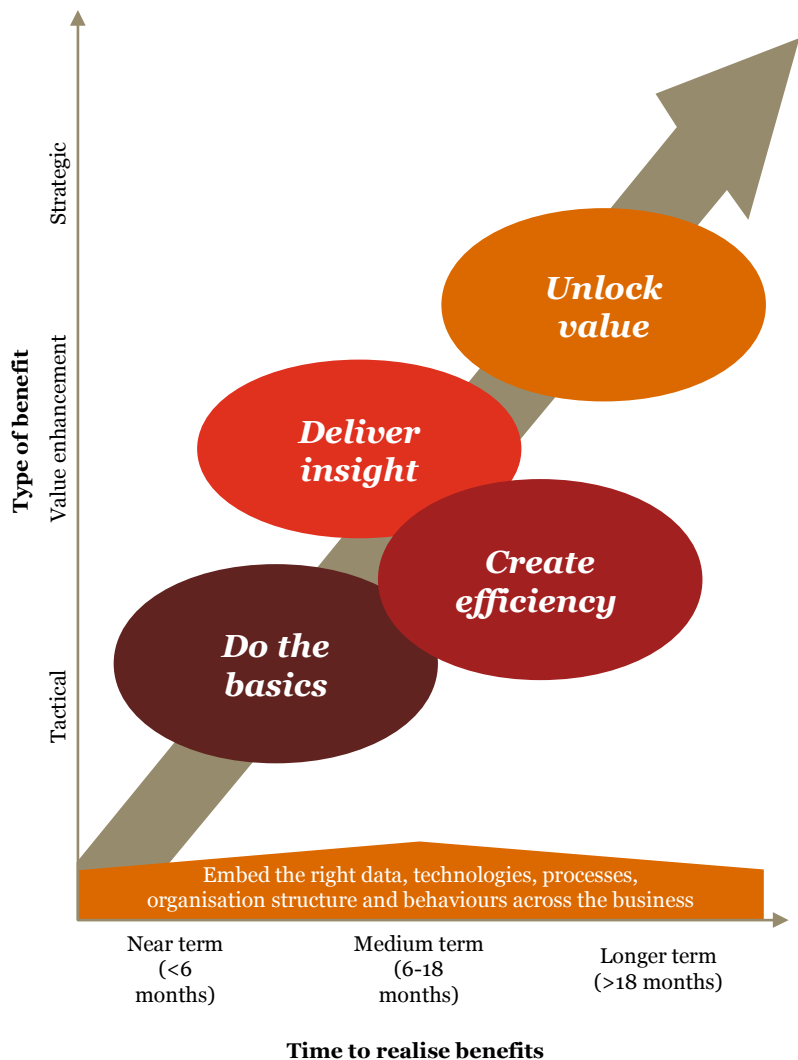 Strategic
Unlock
value
Type of benefit
Value enhancement
Deliver
insight
Create
efficiency
Do the
basics
Tactical
Embed the right data, technologies, processes,
organisation structure and behaviours across the business
Near term
(<6
months)
Medium term
(6-18
months)
Longer term
(>18 months)
Time to realise benefits